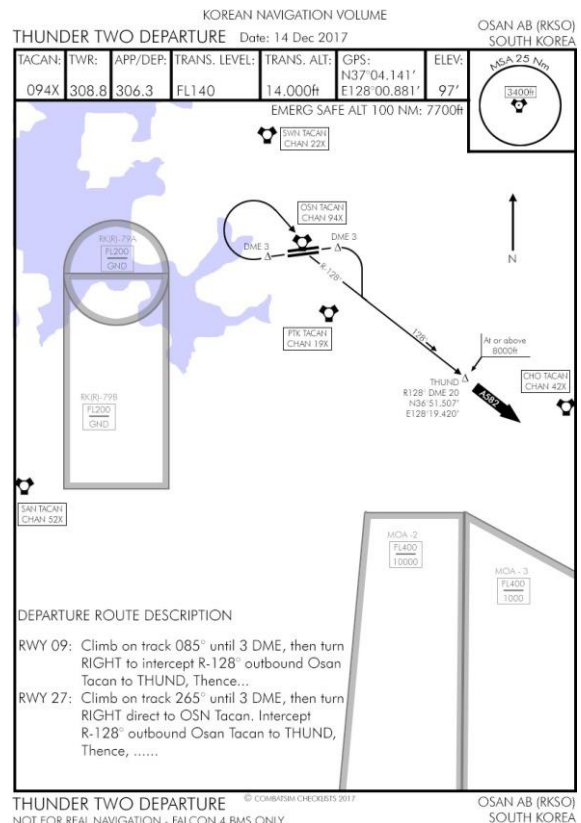 KOREAN NAVIGATION VOLUME
THUNDER TWO DEPARTURE Date: 14 Dec 2017
OSAN AB (RKSO)
SOUTH KOREA
TACAN: TWR: APP/DEP: TRANS. LEVEL: TRANS. ALT: GPS: ELEV:
094X 308.8 306.3 FL140 14.000ft N37°04.141' E128°00.881' 97'
MSA 25 Nm
3400ft
EMERG SAFE ALT 100 NM: 7700ft
SWN TACAN
CHAN 22X
OSN TACAN
CHAN 94X
DME 3
DME 3
N
R-128°
RK(R)-79A
FL200
GND
PTK TACAN
CHAN 19X
128°
At or above
8000ft
THUND
R128° DME 20
N36°51.507'
E128°19.420'
A582
CHO TACAN
CHAN 42X
RK(R)-79B
FL200
GND
SAN TACAN
CHAN 52X
MOA -2
FL400
10000
MOA - 3
FL400
1000
DEPARTURE ROUTE DESCRIPTION
RWY 09: Climb on track 085° until 3 DME, then turn
RIGHT to intercept R-128° outbound Osan
Tacan to THUND, Thence...
RWY 27: Climb on track 265° until 3 DME, then turn
RIGHT direct to OSN Tacan. Intercept
R-128° outbound Osan Tacan to THUND,
Thence, ......
THUNDER TWO DEPARTURE
© COMBATSIM CHECKLISTS 2017
OSAN AB (RKSO)
NOT FOR REAL NAVIGATION - FALCON 4 BMS ONLY
SOUTH KOREA